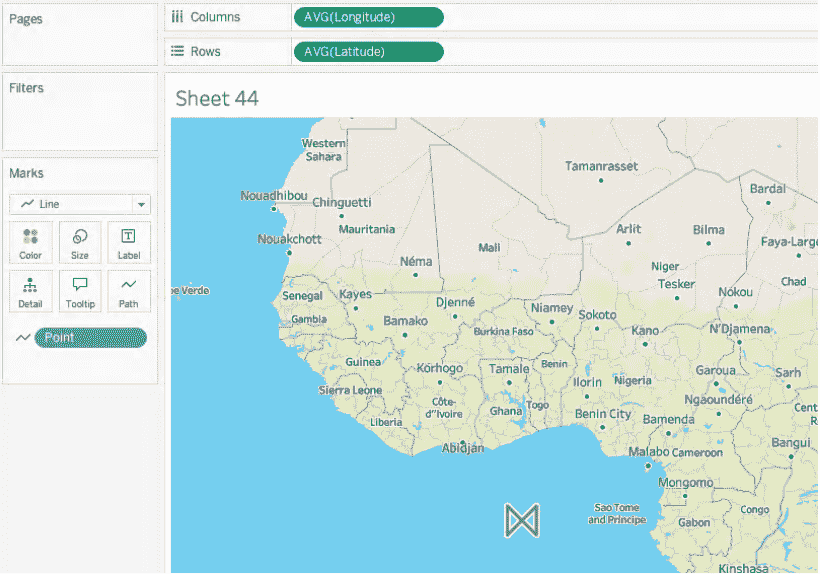 Pages
Columns
AVG(Longitude)
Rows
AVG(Latitude)
Filters
Sheet 44
Marks
Line
Color
Size
Label
Detail
Tooltip
Path
Point
Western
Sahara
Tamanrasset
Bardal
Nouadhibou
Chinguetti
Mauritania
Arlit
Bilma
Nouakchott
Mali
Faya-Large
Néma
Niger
Chad
Tesker
pe Verde
Senegal
Kayes
Djenné
Nokou
Niamey
Gambia
Bamako
Burkina Faso
Sokoto
Kano
N'Djamena
Guinea
Korhogo
Tamale
Benin
Garoua
Sarh
Sierra Leone
Ilorin
Nigeria
Côte-
d"Ivoire
Ghana
Togo
Ngaoundéré
Cent
R
Liberia
Benin City
Bamenda
Abidjan
Bangui
Malabo
Cameroon
Mongomo
Sao Tome
and Principe
Congo
Gabon
Kinshasa